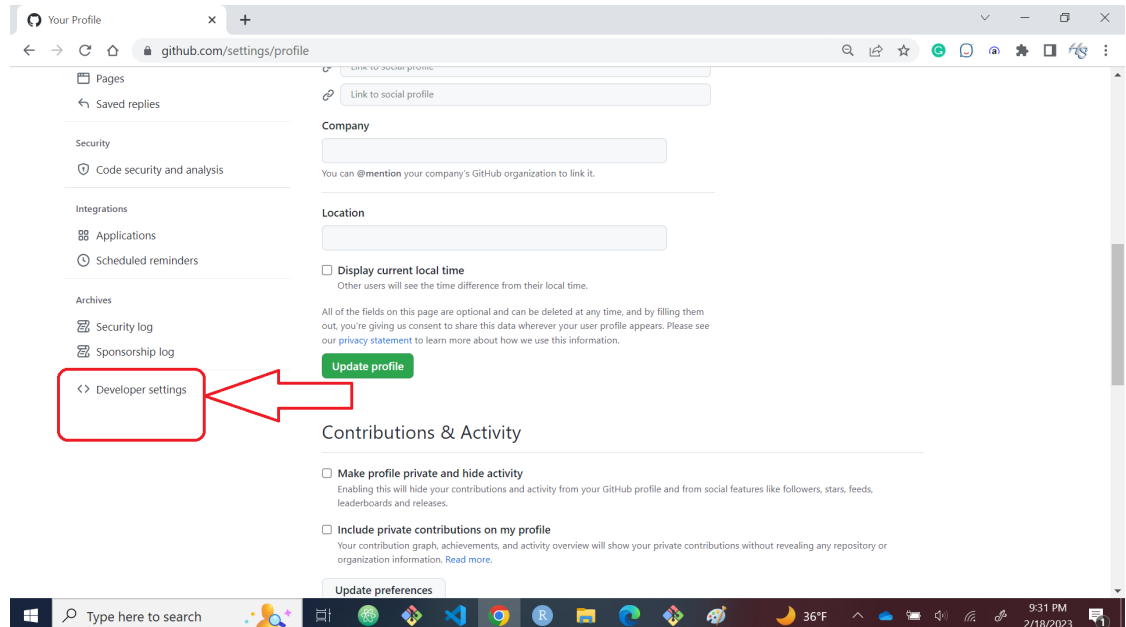 Your Profile
github.com/settings/profile
Pages
Saved replies
Security
Code security and analysis
Integrations
Applications
Scheduled reminders
Archives
Security log
Sponsorship log
Developer settings
Link to social profile
Link to social profile
Company
You can @mention your company's GitHub organization to link it.
Location
Display current local time
Other users will see the time difference from their local time.
All of the fields on this page are optional and can be deleted at any time, and by filling them
out, you're giving us consent to share this data wherever your user profile appears. Please see
our privacy statement to learn more about how we use this information.
Update profile
Contributions & Activity
Make profile private and hide activity
Enabling this will hide your contributions and activity from your GitHub profile and from social features like followers, stars, feeds,
leaderboards and releases.
Include private contributions on my profile
Your contribution graph, achievements, and activity overview will show your private contributions without revealing any repository or
organization information. Read more.
Update preferences
Type here to search
36°F
9:31 PM
2/18/2023